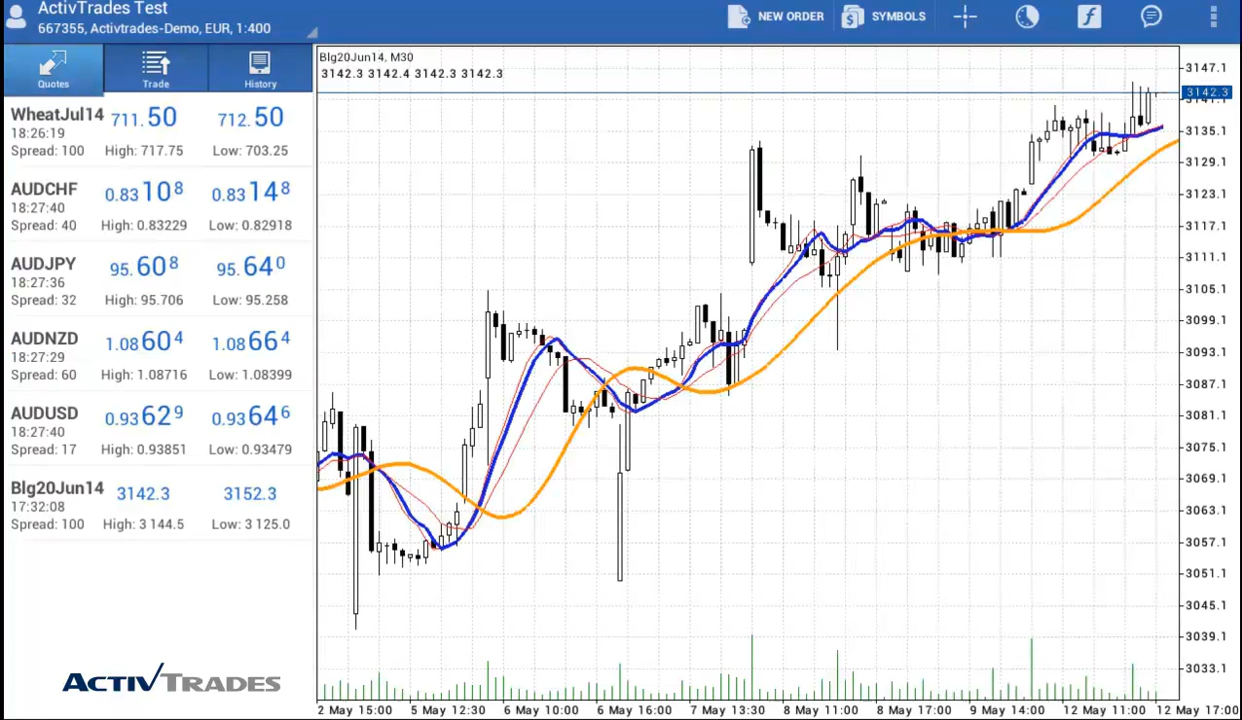 ActivTrades Test
667355, Activtrades-Demo, EUR, 1:400
NEW ORDER
SYMBOLS
Quotes
Trade
History
WheatJul14 711.50 712.50
18:26:19
Spread: 100 High: 717.75 Low: 703.25
AUDCHF 0.83108 0.83148
18:27:40
Spread: 40 High: 0.83229 Low: 0.82918
AUDJPY 95.608 95.640
18:27:36
Spread: 32 High: 95.706 Low: 95.258
AUDNZD 1.08604 1.08664
18:27:29
Spread: 60 High: 1.08716 Low: 1.08399
AUDUSD 0.93629 0.93646
18:27:40
Spread: 17 High: 0.93851 Low: 0.93479
Blg20Jun14 3142.3 3152.3
17:32:08
Spread: 100 High: 3144.5 Low: 3125.0
ACTIVTRADES
Blg20Jun14, M30
3142.3 3142.4 3142.3 3142.3
3147.1
3142.3
3141.1
3135.1
3129.1
3123.1
3117.1
3111.1
3105.1
3099.1
3093.1
3087.1
3081.1
3075.1
3069.1
3063.1
3057.1
3051.1
3045.1
3039.1
3033.1
2 May 15:00 5 May 12:30 6 May 10:00 6 May 16:00 7 May 13:30 8 May 11:00 8 May 17:00 9 May 14:00 12 May 11:00 12 May 17:00